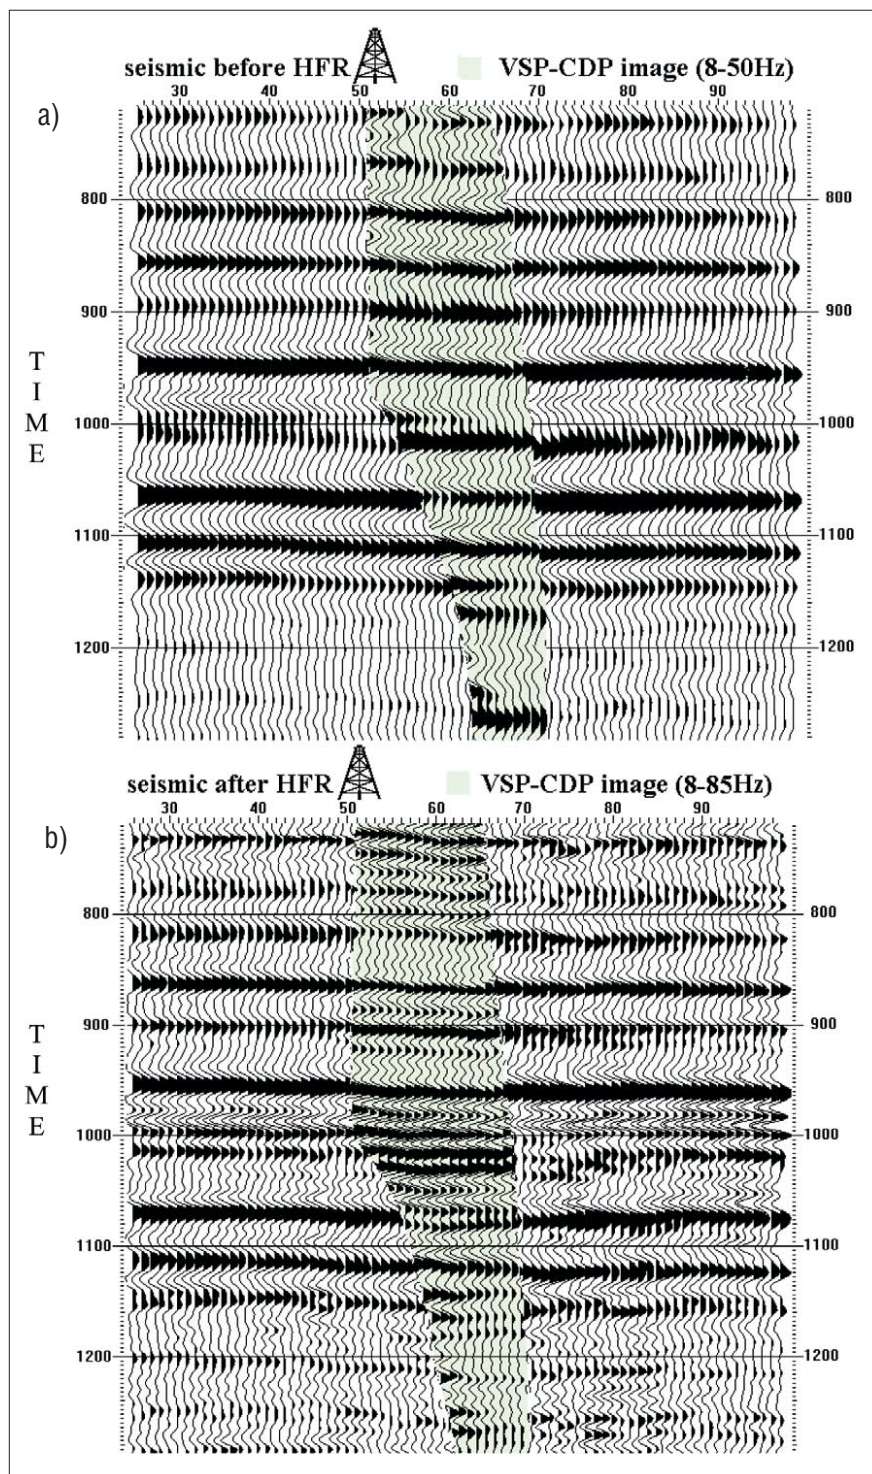 seismic before HFR VSP-CDP image (8-50Hz)
30 40 50 60 70 80 90
a)
800 800
900 900
T
I
M
E
1000 1000
1100 1100
1200 1200
seismic after HFR VSP-CDP image (8-85Hz)
30 40 50 60 70 80 90
b)
800 800
900 900
T
I
M
E
1000 1000
1100 1100
1200 1200